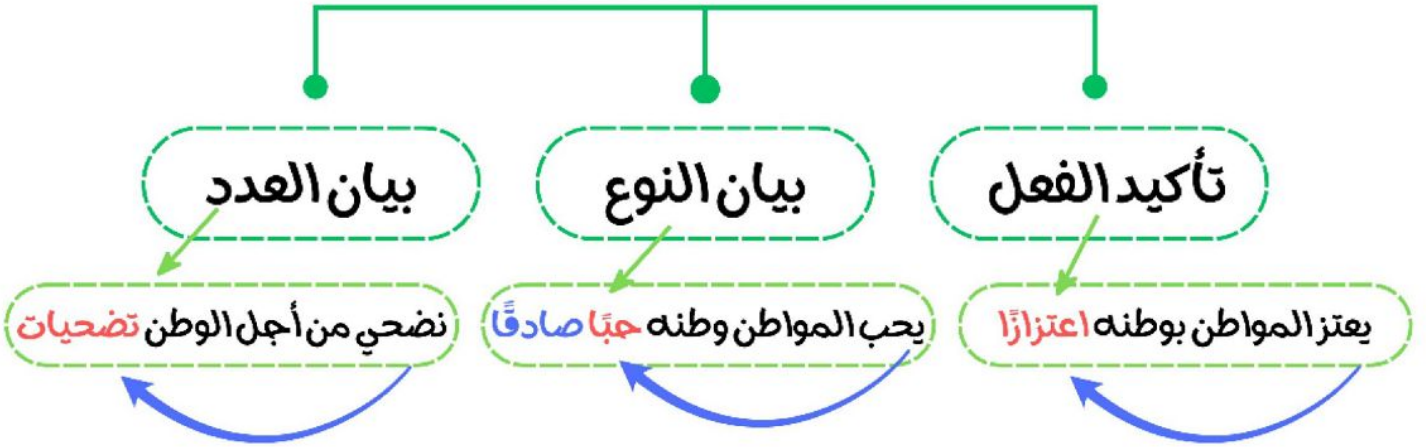 تأكيد الفعل
بيان النوع
بيان العدد
يعتز المواطن بوطنه اعتزازًا
يحب المواطن وطنه حبًا صادقًا
نضحي من أجل الوطن تضحيات